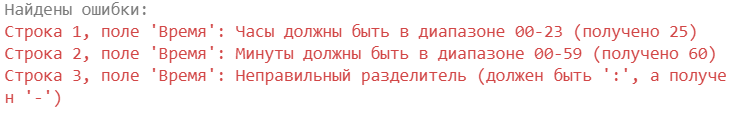 Найдены ошибки:
Строка 1, поле 'Время': Часы должны быть в диапазоне 00-23 (получено 25)
Строка 2, поле 'Время': Минуты должны быть в диапазоне 00-59 (получено 60)
Строка 3, поле 'Время': Неправильный разделитель (должен быть ':', а получе
н '-')